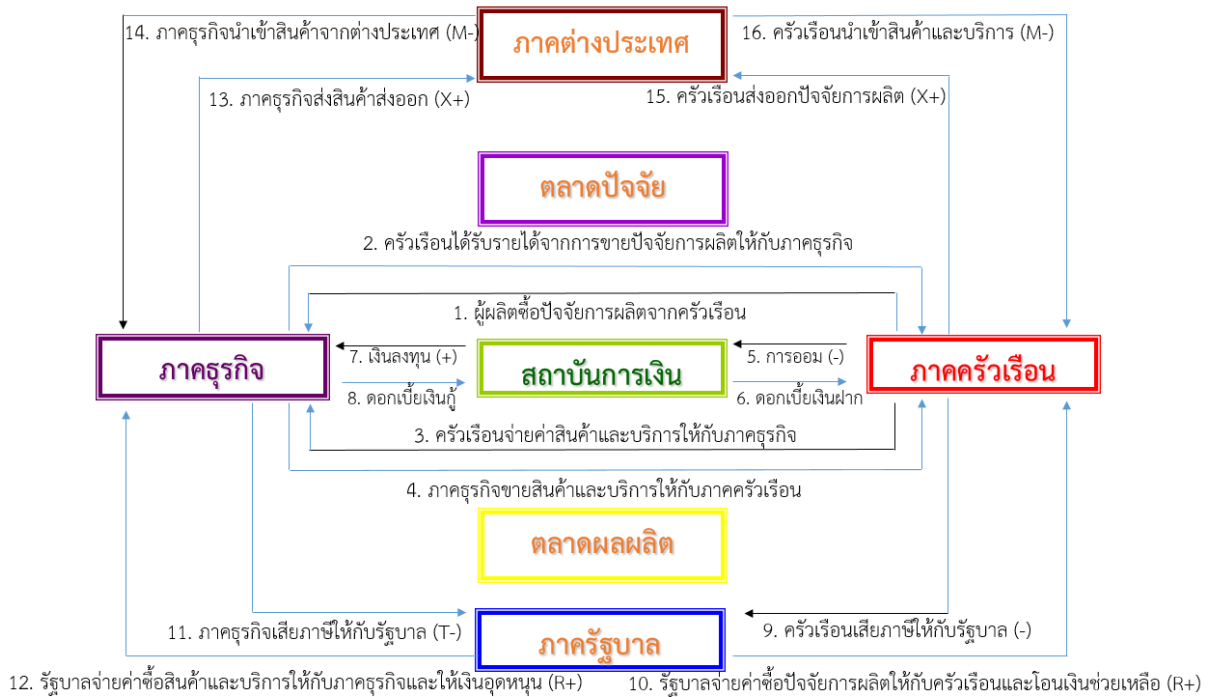 14. ภาคธุรกิจนำเข้าสินค้าจากต่างประเทศ (M-)
ภาคต่างประเทศ
16. ครัวเรือนนำเข้าสินค้าและบริการ (M-)
13. ภาคธุรกิจส่งสินค้าส่งออก (X+)
15. ครัวเรือนส่งออกปัจจัยการผลิต (X+)
ตลาดปัจจัย
2. ครัวเรือนได้รับรายได้จากการขายปัจจัยการผลิตให้กับภาคธุรกิจ
1. ผู้ผลิตซื้อปัจจัยการผลิตจากครัวเรือน
ภาคธุรกิจ
7. เงินลงทุน (+)
8. ดอกเบี้ยเงินกู้
สถาบันการเงิน
5. การออม (-)
6. ดอกเบี้ยเงินฝาก
ภาคครัวเรือน
3. ครัวเรือนจ่ายค่าสินค้าและบริการให้กับภาคธุรกิจ
4. ภาคธุรกิจขายสินค้าและบริการให้กับภาคครัวเรือน
ตลาดผลผลิต
11. ภาคธุรกิจเสียภาษีให้กับรัฐบาล (T-)
ภาครัฐบาล
9. ครัวเรือนเสียภาษีให้กับรัฐบาล (-)
12. รัฐบาลจ่ายค่าซื้อสินค้าและบริการให้กับภาคธุรกิจและให้เงินอุดหนุน (R+)
10. รัฐบาลจ่ายค่าซื้อปัจจัยการผลิตให้กับครัวเรือนและโอนเงินช่วยเหลือ (R+)